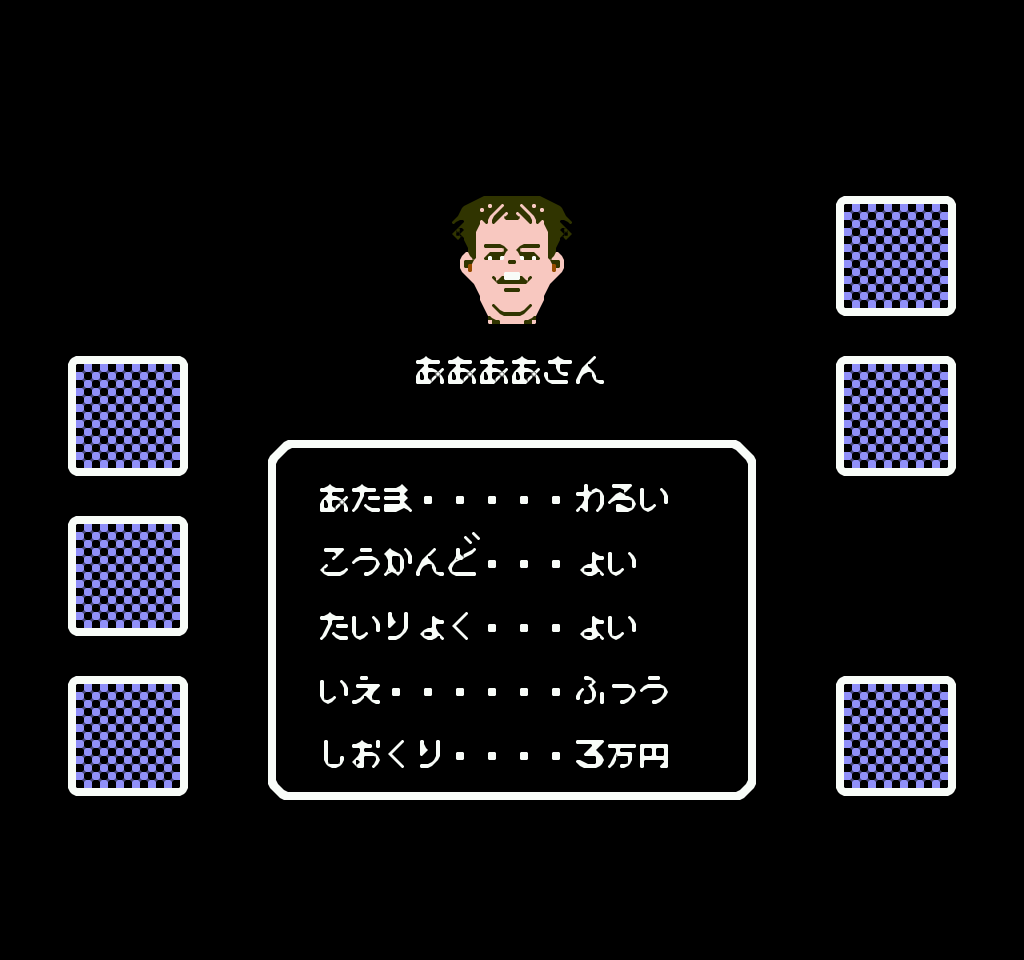 ああああさん
あたま・・・・・わるい
こうかんど・・・よい
たいりょく・・・よい
いえ・・・・・・ふつう
しおくり・・・・3万円